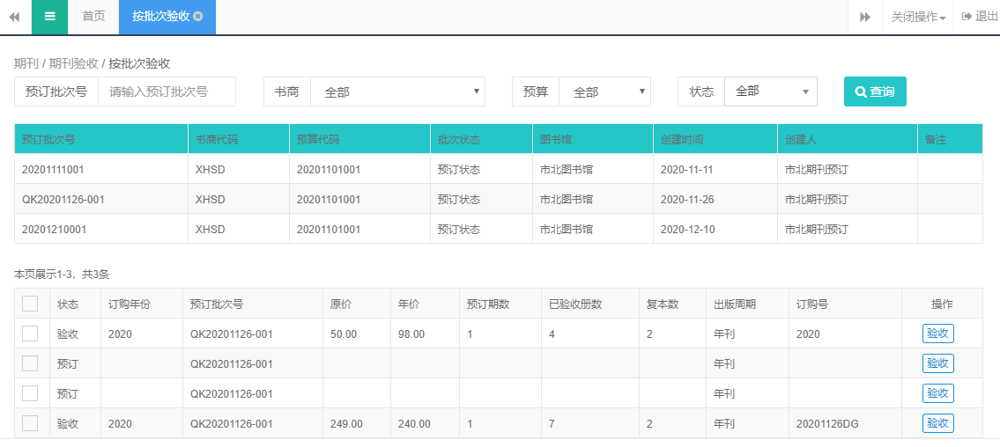 首页 按批次验收 关闭操作 退出
期刊 / 期刊验收 / 按批次验收
预订批次号 请输入预订批次号 书商 全部 预算 全部 状态 全部 查询
预订批次号 书商代码 预算代码 批次状态 图书馆 创建时间 创建人 备注
20201111001 XHSD 20201101001 预订状态 市北图书馆 2020-11-11 市北期刊预订
QK20201126-001 XHSD 20201101001 预订状态 市北图书馆 2020-11-26 市北期刊预订
20201210001 XHSD 20201101001 预订状态 市北图书馆 2020-12-10 市北期刊预订
本页展示1-3，共3条
状态 订购年份 预订批次号 原价 年价 预订期数 已验收册数 复本数 出版周期 订购号 操作
验收 2020 QK20201126-001 50.00 98.00 1 4 2 年刊 2020 验收
预订 QK20201126-001 年刊 验收
预订 QK20201126-001 年刊 验收
验收 2020 QK20201126-001 249.00 240.00 1 7 2 年刊 20201126DG 验收